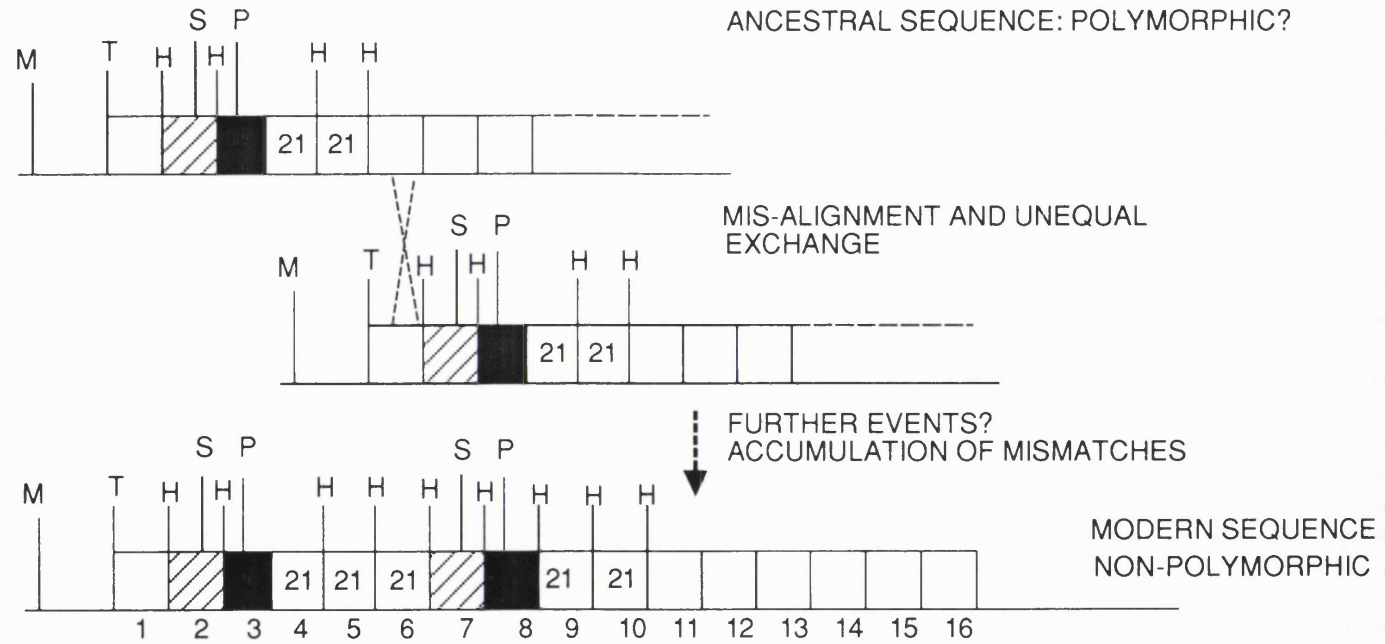 ANCESTRAL SEQUENCE: POLYMORPHIC?
S P
M T H H H H
21 21
MIS-ALIGNMENT AND UNEQUAL
EXCHANGE
S P
M T H H H H
21 21
FURTHER EVENTS?
ACCUMULATION OF MISMATCHES
S P S P
M T H H H H H H H H H
MODERN SEQUENCE
NON-POLYMORPHIC
21 21 21 21 21
1 2 3 4 5 6 7 8 9 10 11 12 13 14 15 16